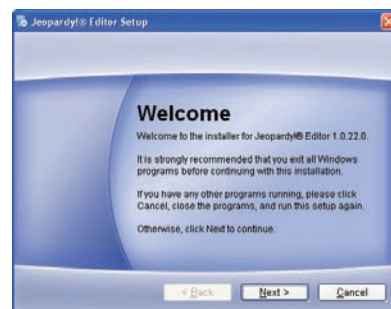 Jeopardy!® Editor Setup
Welcome
Welcome to the installer for Jeopardy!® Editor 1.0.22.0.
It is strongly recommended that you exit all Windows
programs before continuing with this installation.
If you have any other programs running, please click
Cancel, close the programs, and run this setup again.
Otherwise, click Next to continue.
< Back
Next >
Cancel